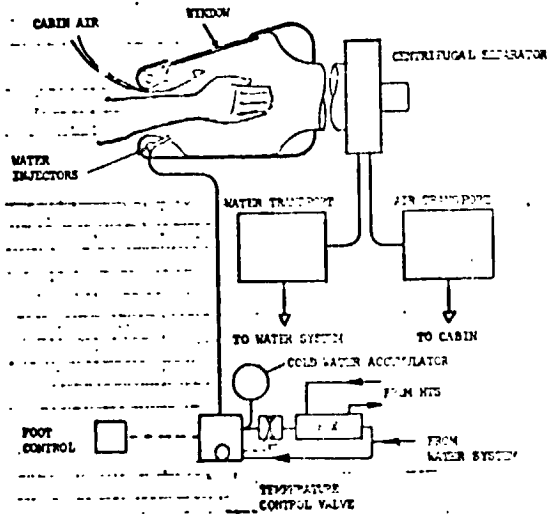 CABIN AIR
WINDOW
CENTRIFUGAL SEPARATOR
WATER
INJECTORS
WATER TRANSPORT
AIR TRANSPORT
TO WATER SYSTEM
TO CABIN
COLD WATER ACCUMULATOR
FROM HTS
FOOT
CONTROL
FROM
WATER SYSTEM
TEMPERATURE
CONTROL VALVE